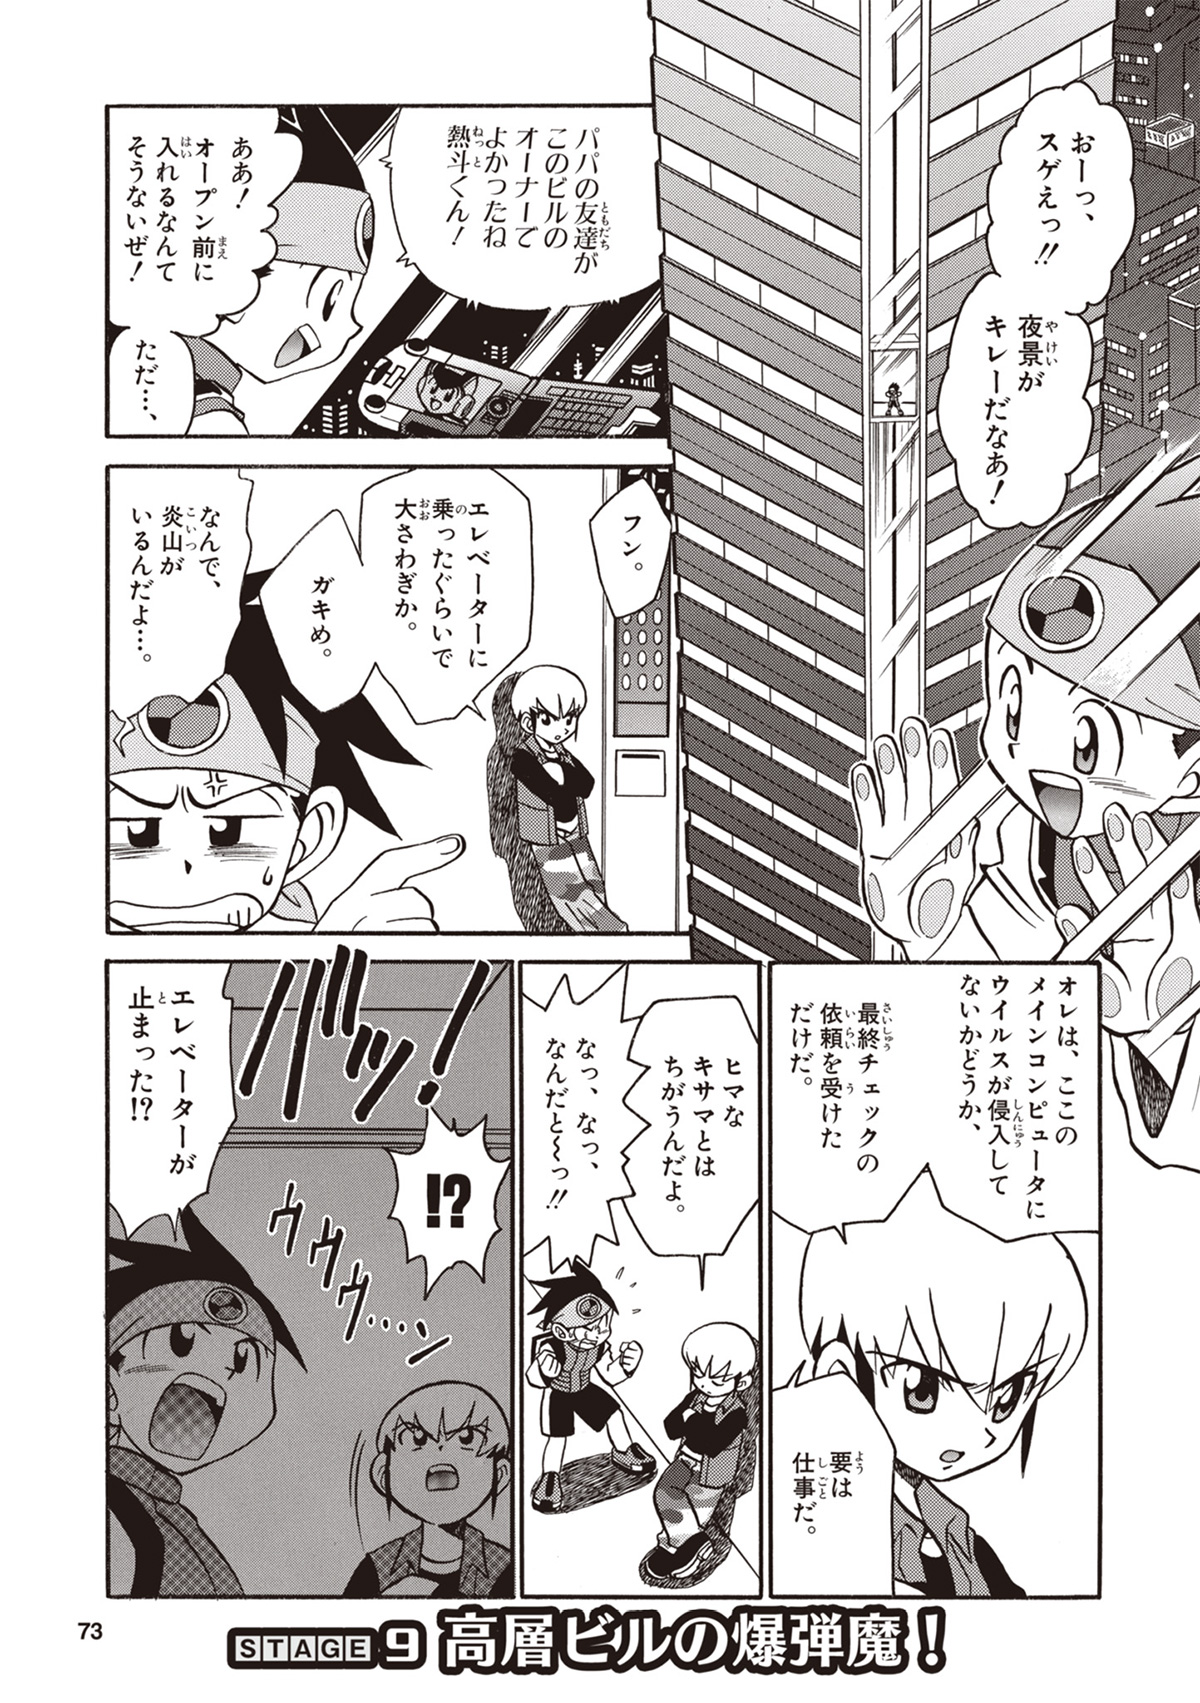 おーっ、
スゲえっ!!
夜景が
キレーだなあ!
パパの友達が
このビルの
オーナーで
よかったね
熱斗くん!
ああ!
オープン前に
入れるなんて
そうないぜ!
ただ…、
フン。
エレベーターに
乗ったぐらいで
大さわぎか。
ガキめ。
なんで、
炎山が
いるんだよ…。
オレは、ここの
メインコンピュータに
ウイルスが侵入して
ないかどうか、
最終チェックの
依頼を受けた
だけだ。
要は
仕事だ。
ヒマな
キサマとは
ちがうんだよ。
なっ、なっ、
なんだと〜っ!!
!?
ウゥゥゥ…ン
エレベーターが
止まった!?
STAGE 9 高層ビルの爆弾魔!
73